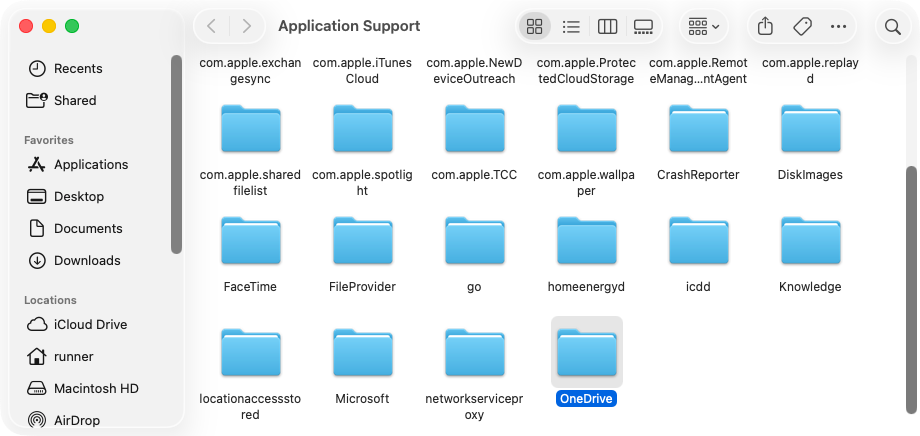 Application Support
Recents
Shared
Favorites
Applications
Desktop
Documents
Downloads
Locations
iCloud Drive
runner
Macintosh HD
AirDrop
com.apple.exchan
gesync
com.apple.iTunes
Cloud
com.apple.NewD
eviceOutreach
com.apple.Protec
tedCloudStorage
com.apple.Remot
eManag...ntAgent
com.apple.replay
d
com.apple.shared
filelist
com.apple.spotlig
ht
com.apple.TCC
com.apple.wallpa
per
CrashReporter
DiskImages
FaceTime
FileProvider
go
homeenergyd
icdd
Knowledge
locationaccesssto
red
Microsoft
networkservicepr
oxy
OneDrive